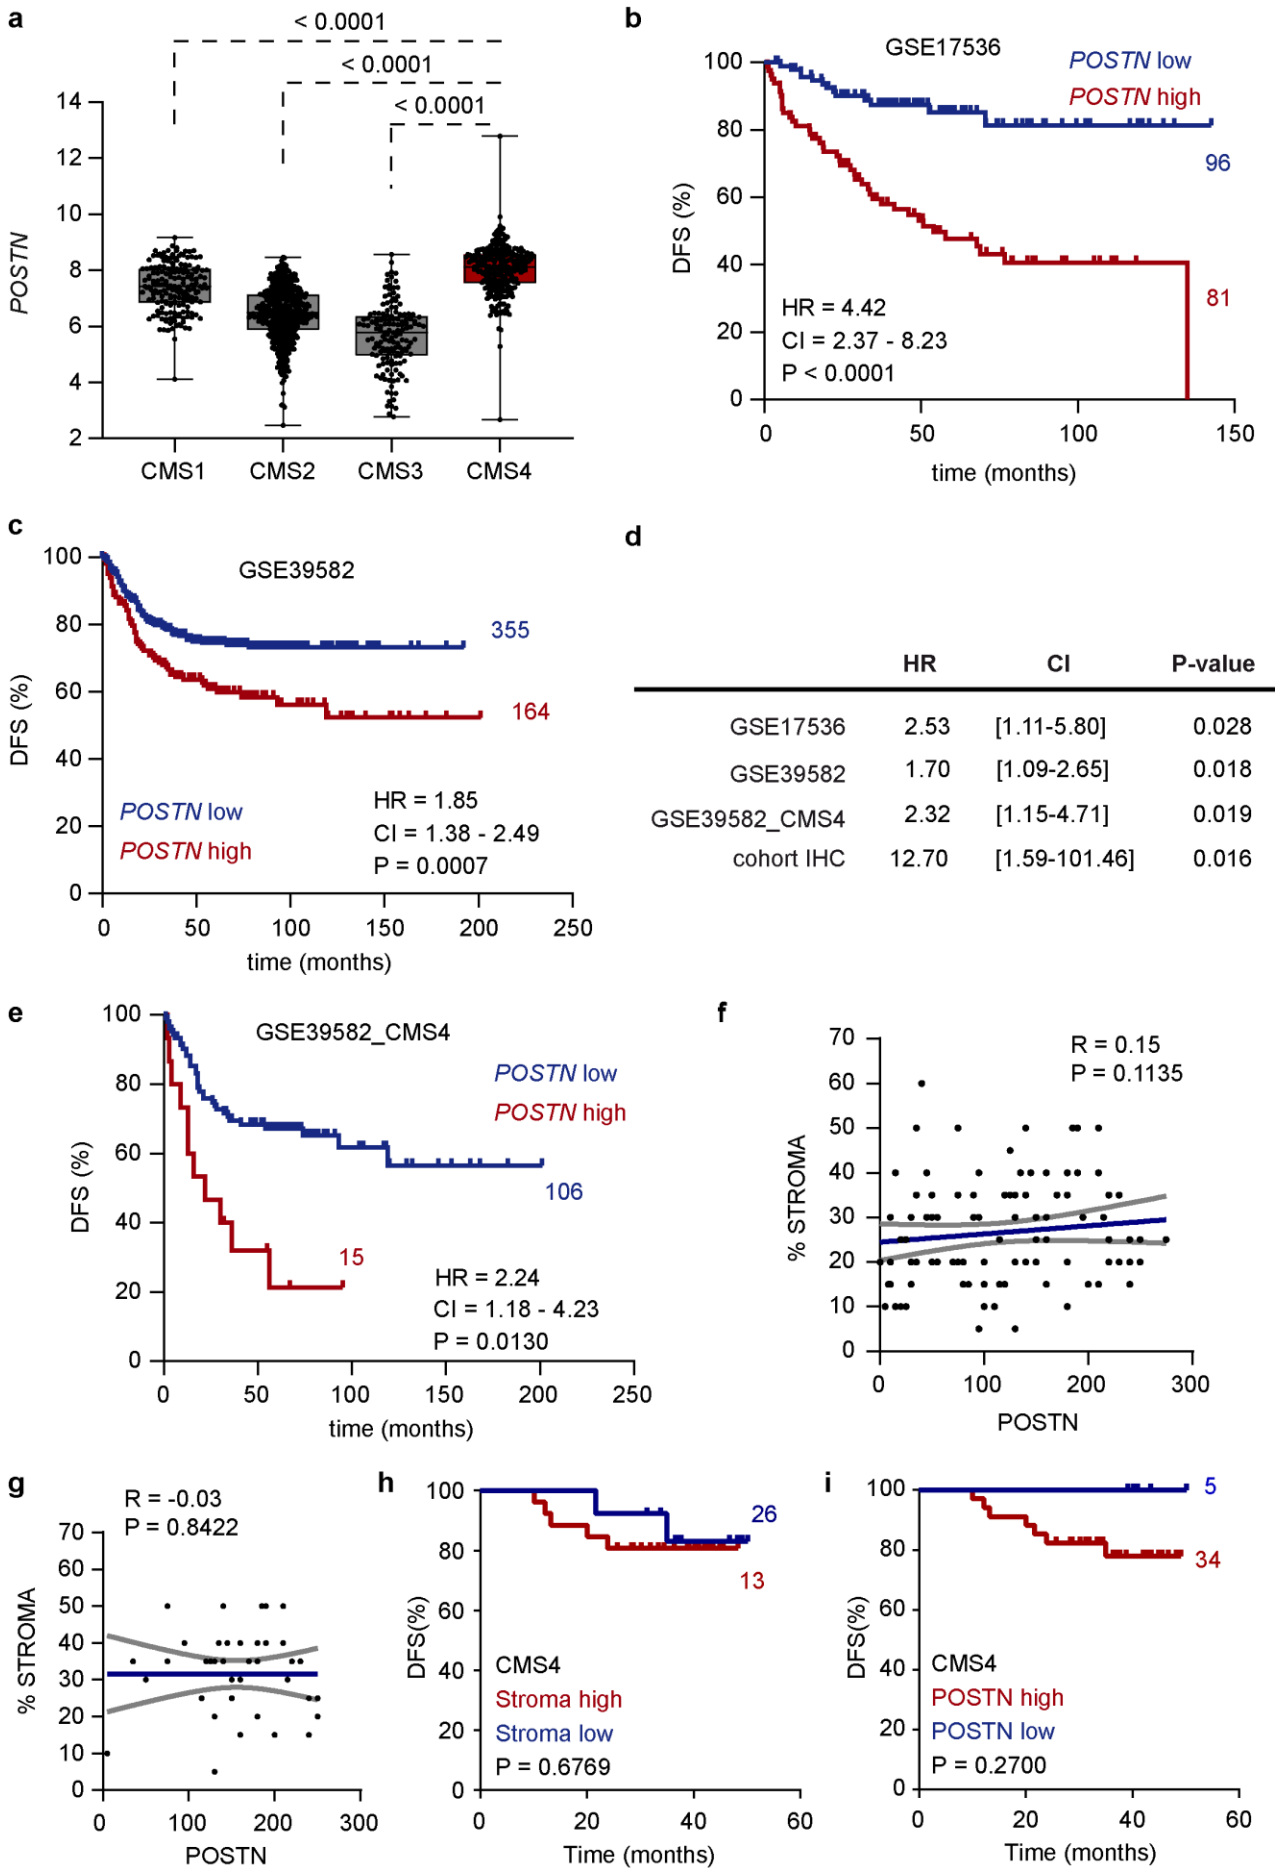 a
< 0.0001
< 0.0001
< 0.0001
POSTN
14
12
10
8
6
4
2
CMS1 CMS2 CMS3 CMS4
b
GSE17536
POSTN low
POSTN high
DFS (%)
100
80
60
40
20
0
96
81
HR = 4.42
CI = 2.37 - 8.23
P < 0.0001
0 50 100 150
time (months)
c
GSE39582
DFS (%)
100
80
60
40
20
0
355
164
POSTN low
POSTN high
HR = 1.85
CI = 1.38 - 2.49
P = 0.0007
0 50 100 150 200 250
time (months)
d
HR CI P-value
GSE17536 2.53 [1.11-5.80] 0.028
GSE39582 1.70 [1.09-2.65] 0.018
GSE39582_CMS4 2.32 [1.15-4.71] 0.019
cohort IHC 12.70 [1.59-101.46] 0.016
e
GSE39582_CMS4
POSTN low
POSTN high
DFS (%)
100
80
60
40
20
0
106
15
HR = 2.24
CI = 1.18 - 4.23
P = 0.0130
0 50 100 150 200 250
time (months)
f
R = 0.15
P = 0.1135
% STROMA
70
60
50
40
30
20
10
0
0 100 200 300
POSTN
g
R = -0.03
P = 0.8422
% STROMA
70
60
50
40
30
20
10
0
0 100 200 300
POSTN
h
DFS(%)
100
80
60
40
20
0
26
13
CMS4
Stroma high
Stroma low
P = 0.6769
0 20 40 60
Time (months)
i
DFS(%)
100
80
60
40
20
0
5
34
CMS4
POSTN high
POSTN low
P = 0.2700
0 20 40 60
Time (months)